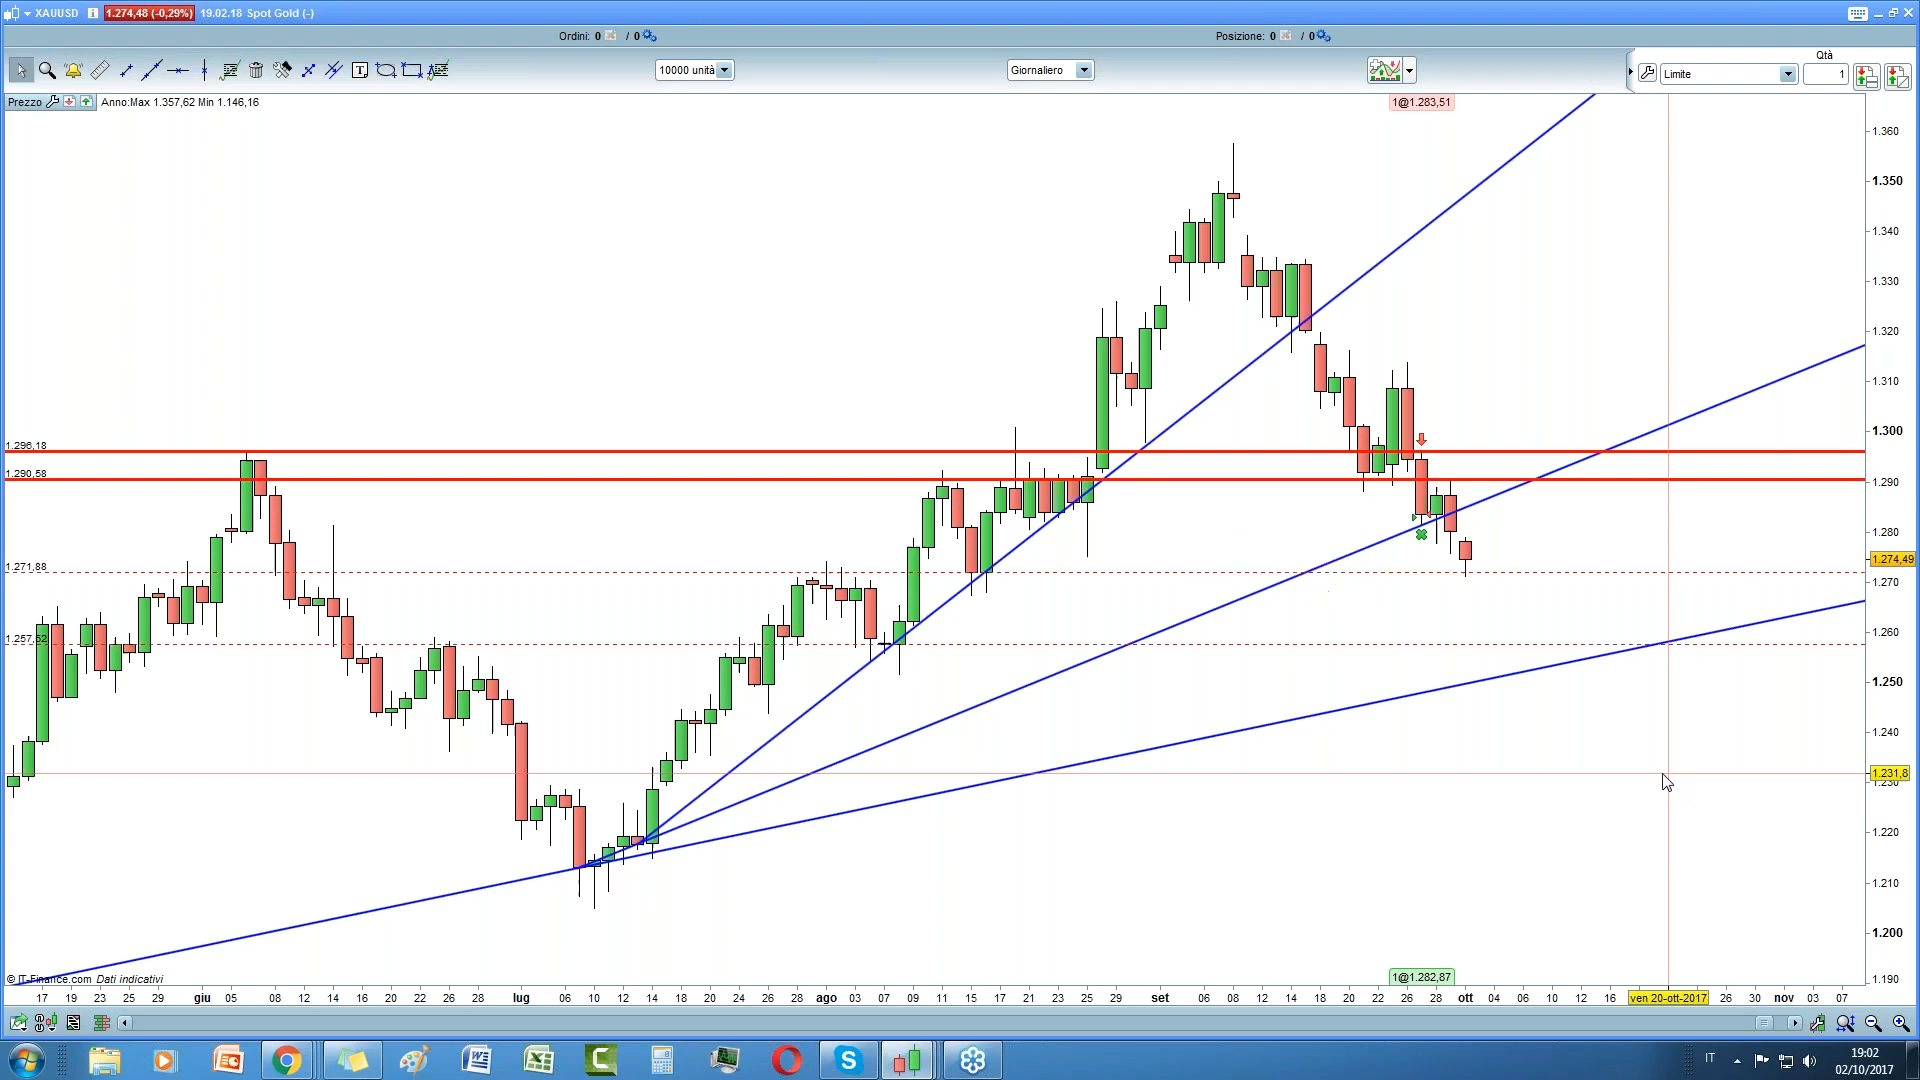 XAUUSD 1.274,48 (-0,29%) 19.02.18 Spot Gold (-)
Ordini: 0 / 0
Posizione: 0 / 0
10000 unità
Giornaliero
Limite
Qtà
1
Prezzo Anno:Max 1.357,62 Min 1.146,16
1@1.283,51
1.360
1.350
1.340
1.330
1.320
1.310
1.300
1.296,18
1.290,58
1.290
1.280
1.274,49
1.271,88
1.270
1.260
1.257,52
1.250
1.240
1.231,8
1.230
1.220
1.210
1.200
1.190
© IT-Finance.com Dati indicativi
1@1.282,87
17 19 23 25 29 giu 05 08 12 14 16 20 22 26 28 lug 06 10 12 14 18 20 24 26 28 ago 03 07 09 11 15 17 21 23 25 29 set 06 08 12 14 18 20 22 26 28 ott 04 06 10 12 16 ven 20-ott-2017 26 30 nov 03 07
IT
19:02
02/10/2017